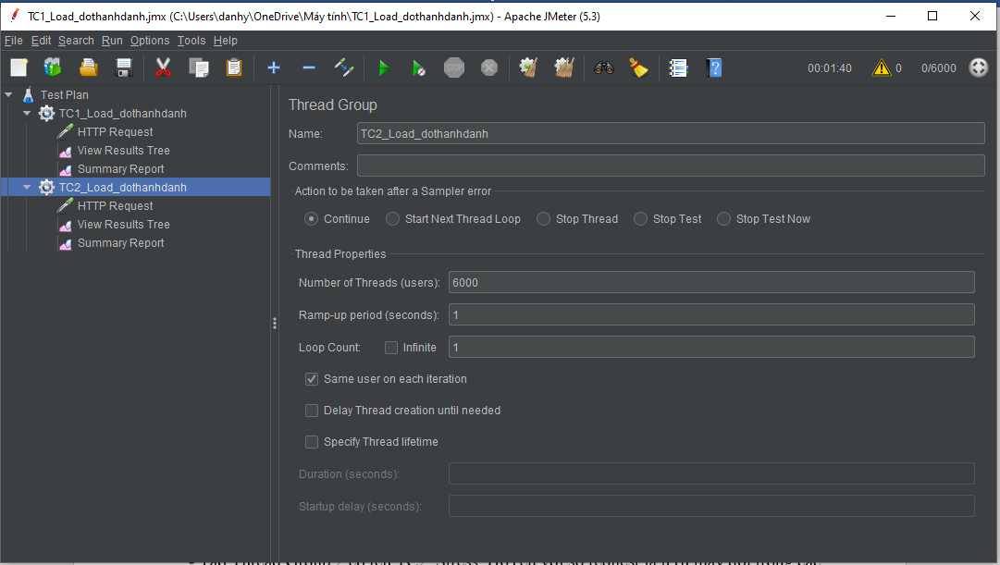 TC1_Load_dothanhdanh.jmx (C:\Users\danhy\OneDrive\Máy tính\TC1_Load_dothanhdanh.jmx) - Apache JMeter (5.3)
File Edit Search Run Options Tools Help
STOP 00:01:40 0 0/6000
Test Plan
TC1_Load_dothanhdanh
HTTP Request
View Results Tree
Summary Report
TC2_Load_dothanhdanh
HTTP Request
View Results Tree
Summary Report
Thread Group
Name: TC2_Load_dothanhdanh
Comments:
Action to be taken after a Sampler error
Continue Start Next Thread Loop Stop Thread Stop Test Stop Test Now
Thread Properties
Number of Threads (users): 6000
Ramp-up period (seconds): 1
Loop Count: Infinite 1
Same user on each iteration
Delay Thread creation until needed
Specify Thread lifetime
Duration (seconds):
Startup delay (seconds):